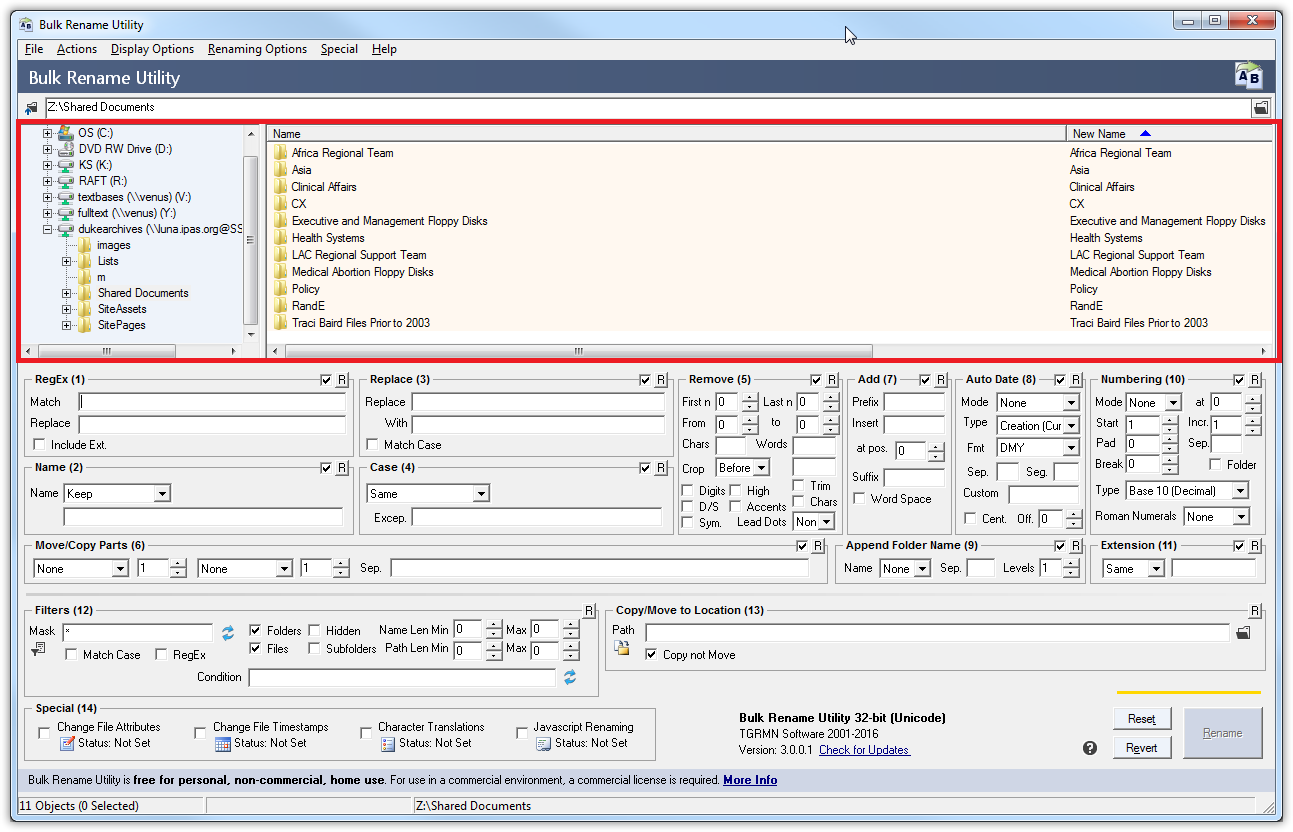 Bulk Rename Utility
File Actions Display Options Renaming Options Special Help
Bulk Rename Utility
Z:\Shared Documents
OS (C:)
DVD RW Drive (D:)
KS (K:)
RAFT (R:)
textbases (\\venus) (V:)
fulltext (\\venus) (Y:)
dukearchives (\\luna.ipas.org@SS
images
Lists
m
Shared Documents
SiteAssets
SitePages
Name New Name
Africa Regional Team Africa Regional Team
Asia Asia
Clinical Affairs Clinical Affairs
CX CX
Executive and Management Floppy Disks Executive and Management Floppy Disks
Health Systems Health Systems
LAC Regional Support Team LAC Regional Support Team
Medical Abortion Floppy Disks Medical Abortion Floppy Disks
Policy Policy
RandE RandE
Traci Baird Files Prior to 2003 Traci Baird Files Prior to 2003
RegEx (1) R
Match
Replace
Include Ext.
Replace (3) R
Replace
With
Match Case
Remove (5) R
First n 0 Last n 0
From 0 to 0
Chars Words
Crop Before
Digits High Trim
D/S Accents Chars
Sym. Lead Dots Non
Add (7) R
Prefix
Insert
at pos. 0
Suffix
Word Space
Auto Date (8) R
Mode None
Type Creation (Cur
Fmt DMY
Sep. Seg.
Custom
Cent. Off. 0
Numbering (10) R
Mode None at 0
Start 1 Incr. 1
Pad 0 Sep.
Break 0 Folder
Type Base 10 (Decimal)
Roman Numerals None
Name (2) R
Name Keep
Case (4) R
Same
Excep.
Move/Copy Parts (6) R
None 1 None 1 Sep.
Append Folder Name (9) R
Name None Sep. Levels 1
Extension (11) R
Same
Filters (12) R
Mask * Folders Hidden Name Len Min 0 Max 0
Files Subfolders Path Len Min 0 Max 0
Match Case RegEx
Condition
Copy/Move to Location (13) R
Path
Copy not Move
Special (14)
Change File Attributes Change File Timestamps Character Translations Javascript Renaming
Status: Not Set Status: Not Set Status: Not Set Status: Not Set
Bulk Rename Utility 32-bit (Unicode)
TGRMN Software 2001-2016
Version: 3.0.0.1 Check for Updates
?
Reset
Revert
Rename
Bulk Rename Utility is free for personal, non-commercial, home use. For use in a commercial environment, a commercial license is required. More Info
11 Objects (0 Selected) Z:\Shared Documents